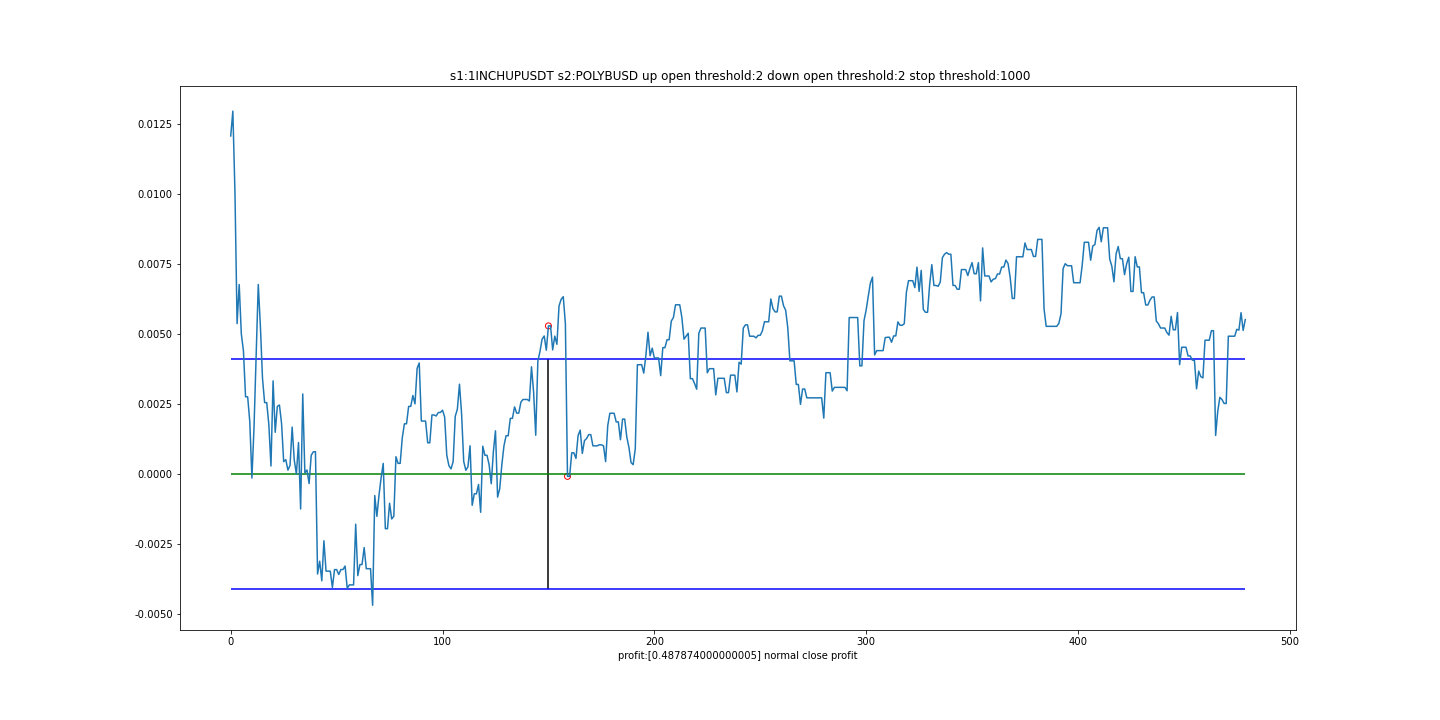 s1:1INCHUPUSDT s2:POLYBUSD up open threshold:2 down open threshold:2 stop threshold:1000
0.0125
0.0100
0.0075
0.0050
0.0025
0.0000
-0.0025
-0.0050
0 100 200 300 400 500
profit:[0.487874000000005] normal close profit